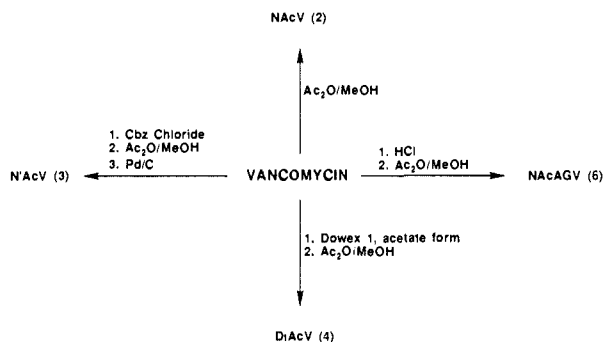 NAcV (2)
Ac₂O/MeOH
1. Cbz Chloride
2. Ac₂O/MeOH
3. Pd/C
1. HCl
2. Ac₂O/MeOH
N'AcV (3)
VANCOMYCIN
NAcAGV (6)
1. Dowex 1, acetate form
2. Ac₂O/MeOH
DiAcV (4)